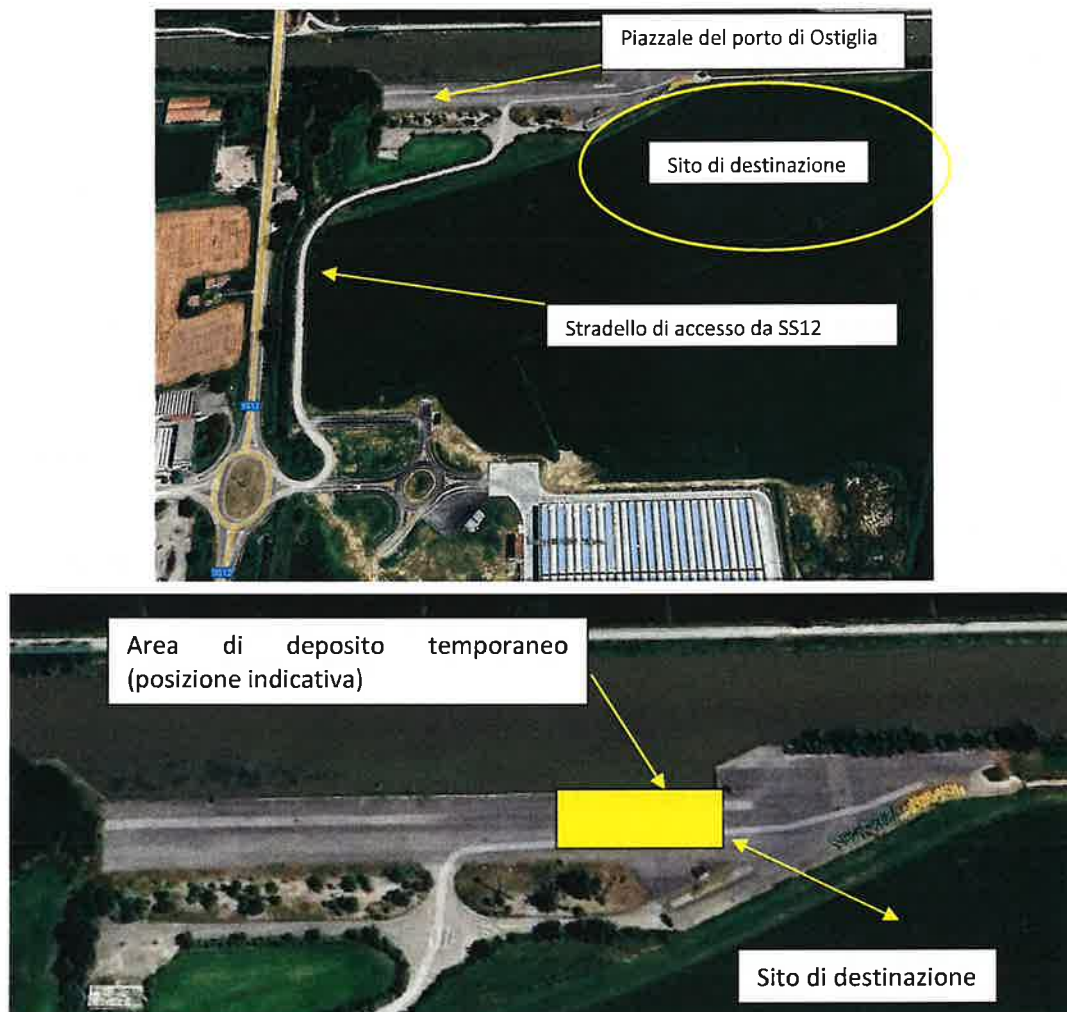 Piazzale del porto di Ostiglia
Sito di destinazione
Stradello di accesso da SS12
SS12
SS12
Area di deposito temporaneo
(posizione indicativa)
Sito di destinazione